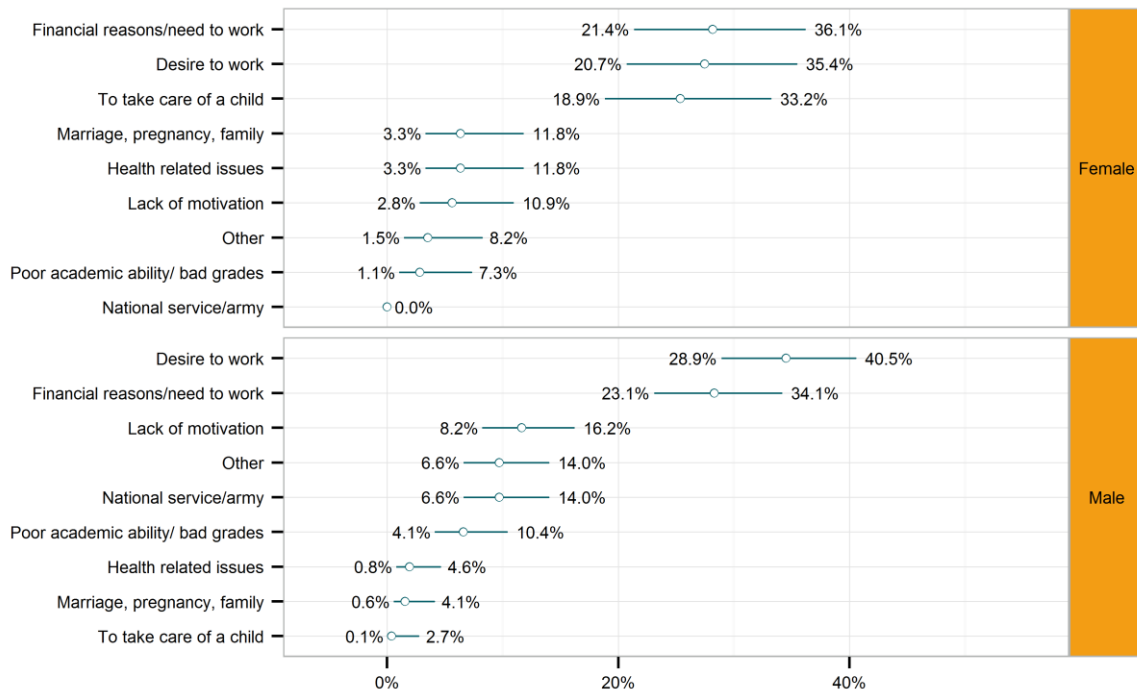 Financial reasons/need to work 21.4% 36.1%
Desire to work 20.7% 35.4%
To take care of a child 18.9% 33.2%
Marriage, pregnancy, family 3.3% 11.8%
Health related issues 3.3% 11.8%
Female
Lack of motivation 2.8% 10.9%
Other 1.5% 8.2%
Poor academic ability/ bad grades 1.1% 7.3%
National service/army 0.0%
Desire to work 28.9% 40.5%
Financial reasons/need to work 23.1% 34.1%
Lack of motivation 8.2% 16.2%
Other 6.6% 14.0%
National service/army 6.6% 14.0%
Male
Poor academic ability/ bad grades 4.1% 10.4%
Health related issues 0.8% 4.6%
Marriage, pregnancy, family 0.6% 4.1%
To take care of a child 0.1% 2.7%
0% 20% 40%